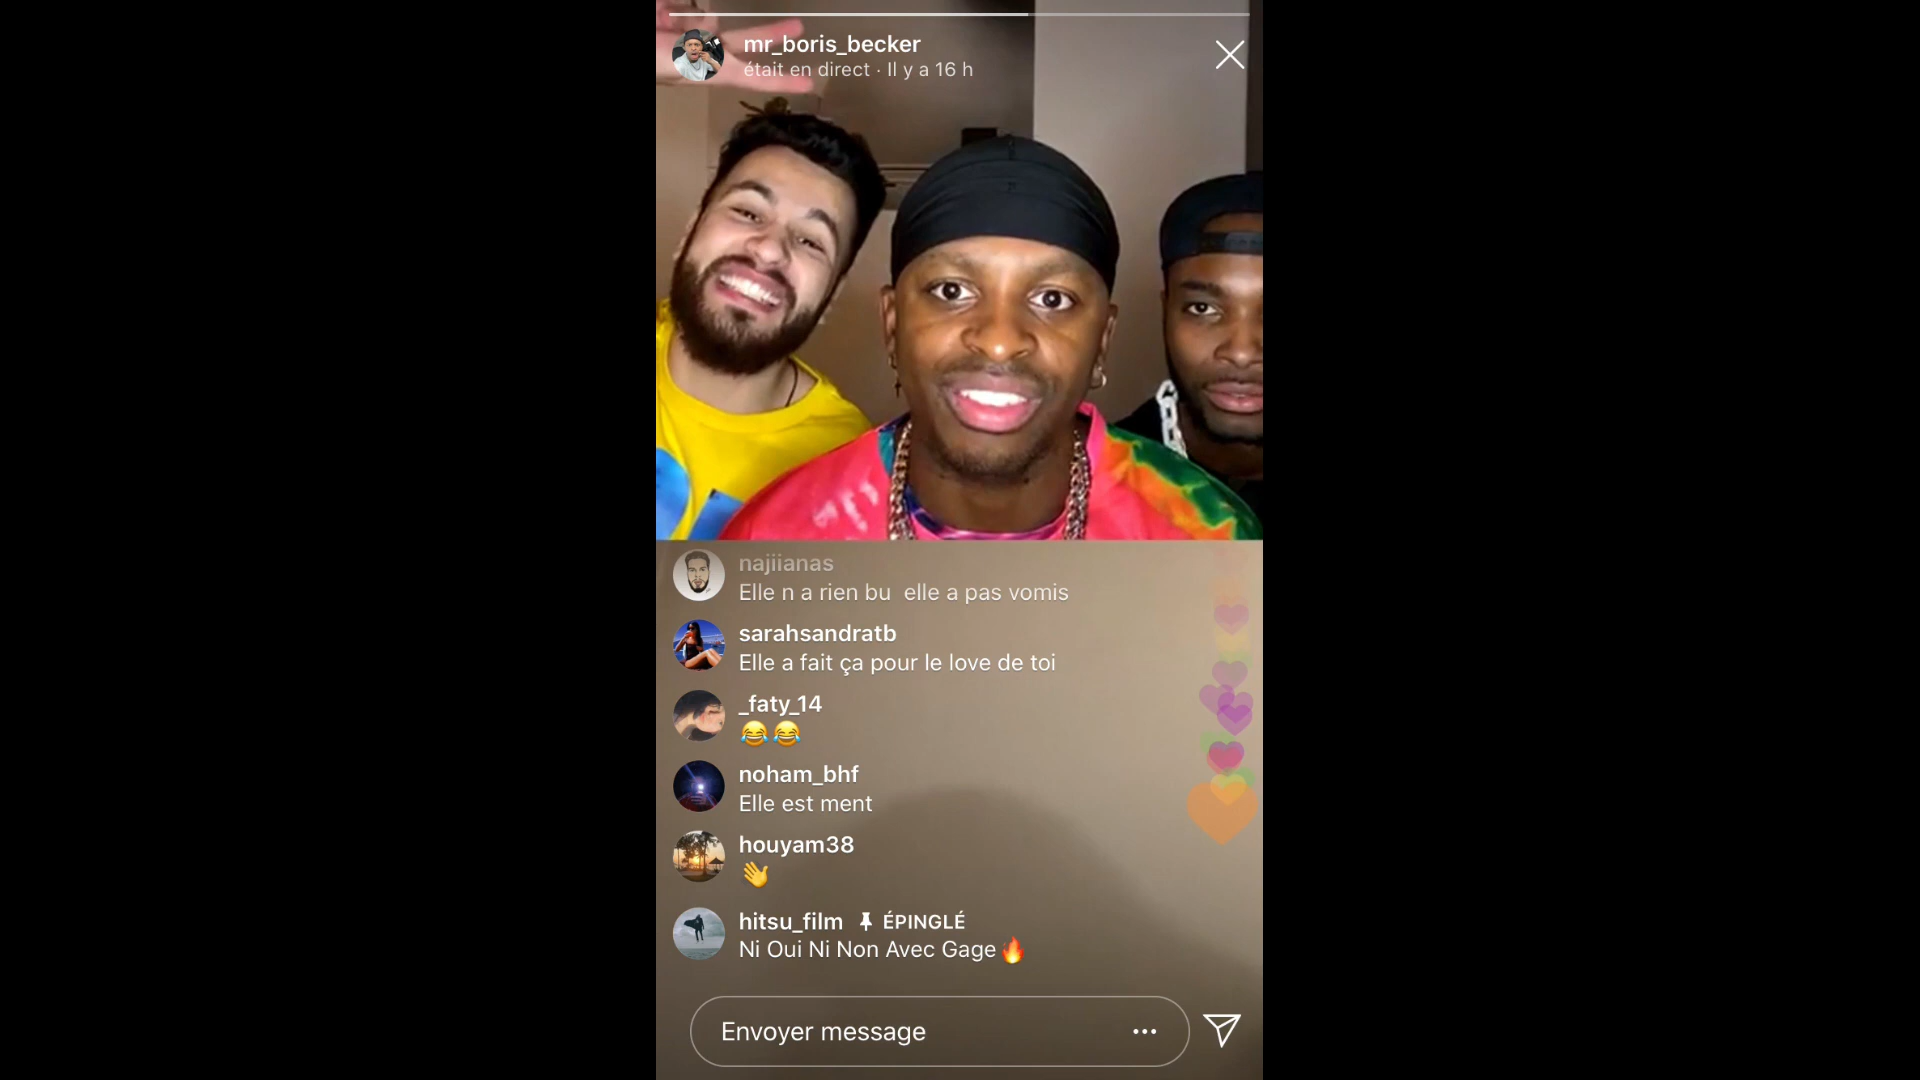 mr_boris_becker
était en direct · Il y a 16 h
najiianas
Elle n a rien bu  elle a pas vomis
sarahsandratb
Elle a fait ça pour le love de toi
_faty_14
😂😂
noham_bhf
Elle est ment
houyam38
👋
hitsu_film 📌 ÉPINGLÉ
Ni Oui Ni Non Avec Gage🔥
Envoyer message